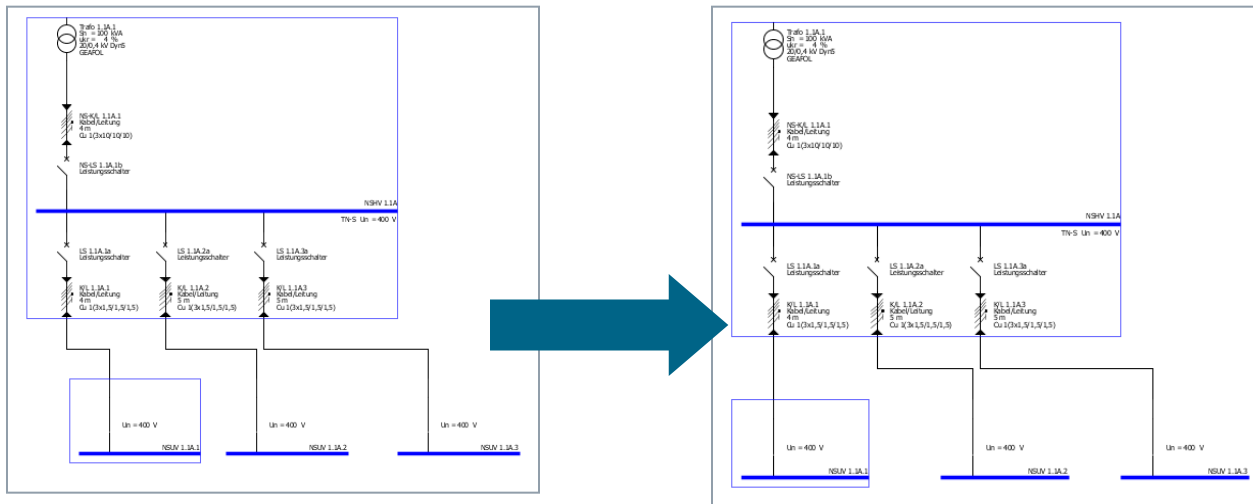 Trafo 1.1A.1
Sn = 100 kVA
ukr = 4 %
20/0,4 kV Dyn5
GEAFOL
NS-K/L 1.1A.1
Kabel/Leitung
4 m
Cu 1(3x10/10/10)
NS-LS 1.1A.1b
Leistungsschalter
NSHV 1.1A
TN-S Un = 400 V
LS 1.1A.1a
Leistungsschalter
LS 1.1A.2a
Leistungsschalter
LS 1.1A.3a
Leistungsschalter
K/L 1.1A.1
Kabel/Leitung
4 m
Cu 1(3x1,5/1,5/1,5)
K/L 1.1A.2
Kabel/Leitung
5 m
Cu 1(3x1,5/1,5/1,5)
K/L 1.1A.3
Kabel/Leitung
5 m
Cu 1(3x1,5/1,5/1,5)
Un = 400 V
Un = 400 V
Un = 400 V
NSUV 1.1A.1
NSUV 1.1A.2
NSUV 1.1A.3
Trafo 1.1A.1
Sn = 100 kVA
ukr = 4 %
20/0,4 kV Dyn5
GEAFOL
NS-K/L 1.1A.1
Kabel/Leitung
4 m
Cu 1(3x10/10/10)
NS-LS 1.1A.1b
Leistungsschalter
NSHV 1.1A
TN-S Un = 400 V
LS 1.1A.1a
Leistungsschalter
LS 1.1A.2a
Leistungsschalter
LS 1.1A.3a
Leistungsschalter
K/L 1.1A.1
Kabel/Leitung
4 m
Cu 1(3x1,5/1,5/1,5)
K/L 1.1A.2
Kabel/Leitung
5 m
Cu 1(3x1,5/1,5/1,5)
K/L 1.1A.3
Kabel/Leitung
5 m
Cu 1(3x1,5/1,5/1,5)
Un = 400 V
Un = 400 V
Un = 400 V
NSUV 1.1A.1
NSUV 1.1A.2
NSUV 1.1A.3